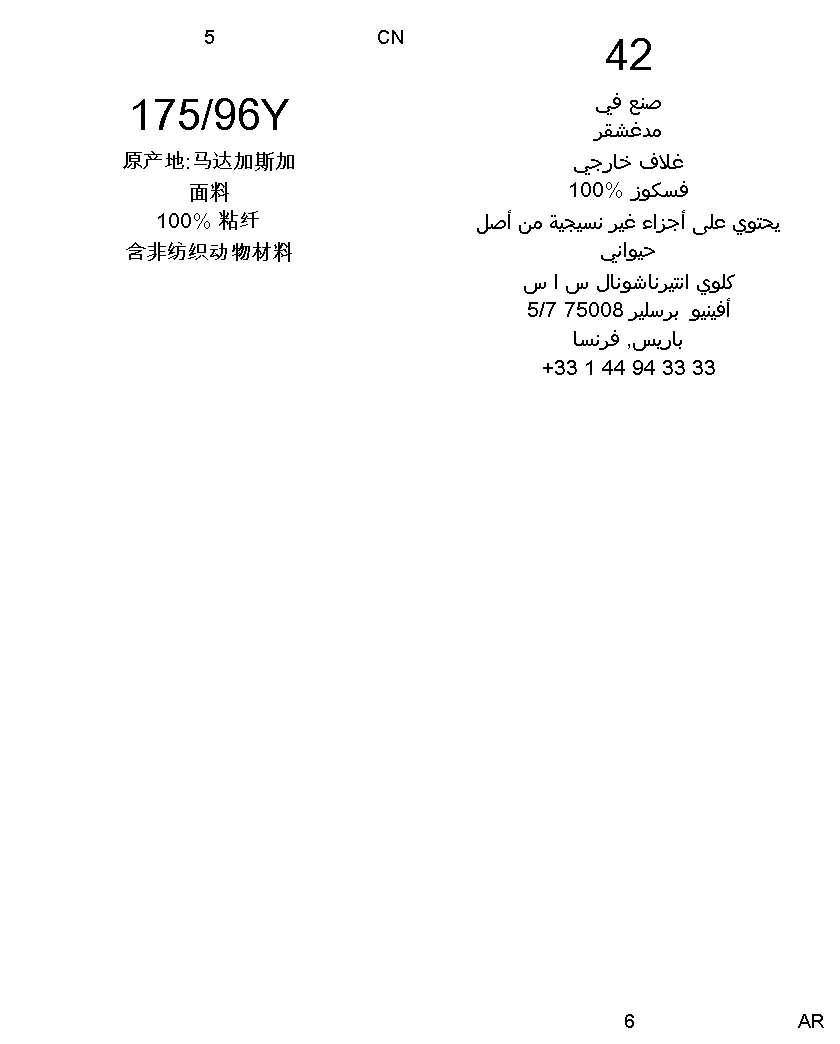 5
CN
175/96Y
原产地:马达加斯加
面料
100% 粘纤
含非纺织动物材料
42
صنع في
مدغشقر
غلاف خارجي
100% فسكوز
يحتوي على أجزاء غير نسيجية من أصل
حيواني
كلوي انتيرناشونال س ا س
5/7 75008 أفينيو برسلير
باريس, فرنسا
+33 1 44 94 33 33
6
AR